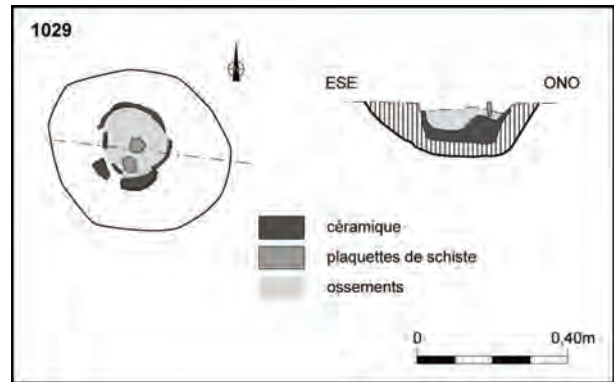 1029
ESE ONO
céramique
plaquettes de schiste
ossements
0 0,40m